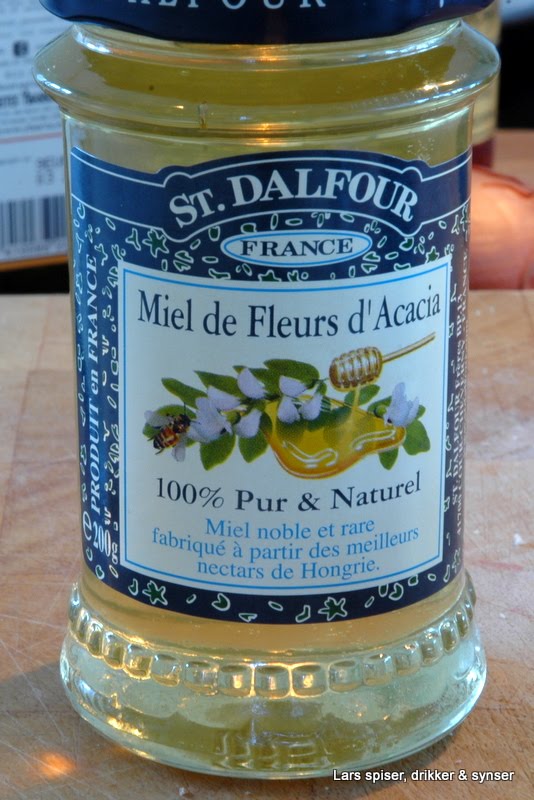 ST. DALFOUR
FRANCE
Miel de Fleurs d'Acacia
100% Pur & Naturel
Miel noble et rare
fabriqué à partir des meilleurs
nectars de Hongrie.
PRODUIT en FRANCE
℮ 200g
Lars spiser, drikker & synser